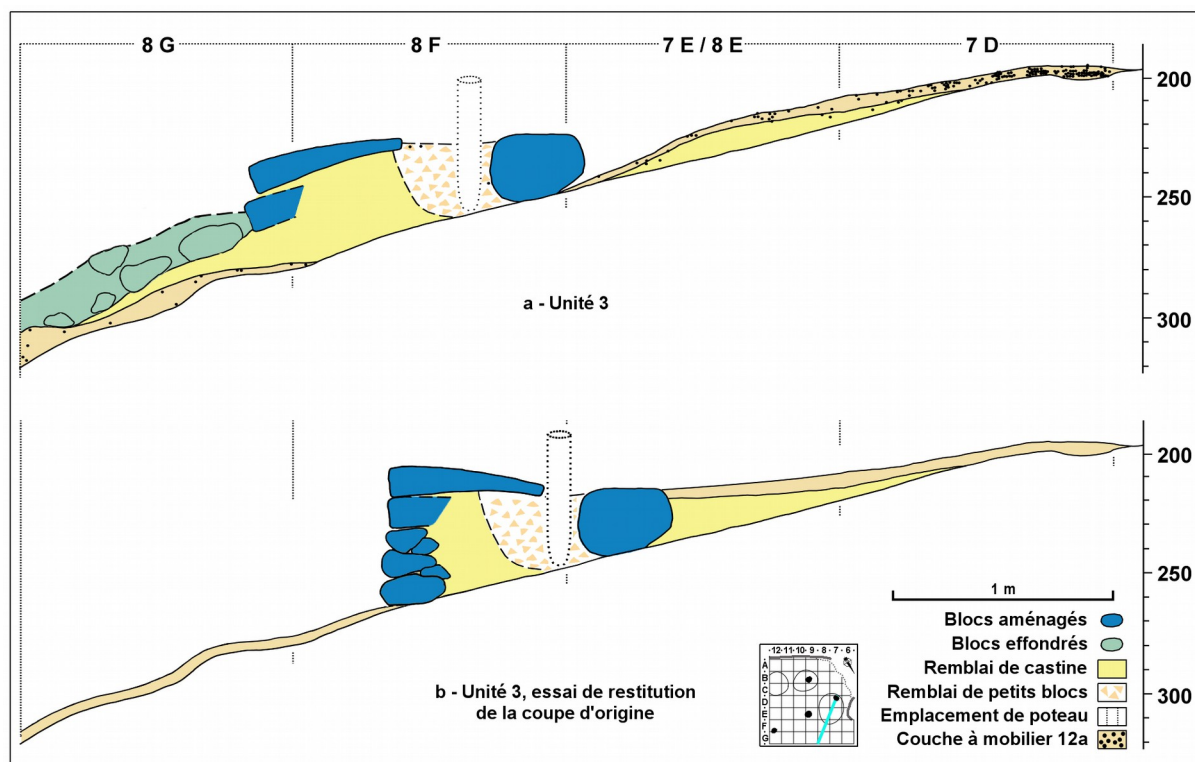 8 G 8 F 7 E / 8 E 7 D
200
250
300
a - Unité 3
200
250
300
1 m
Blocs aménagés
Blocs effondrés
Remblai de castine
Remblai de petits blocs
Emplacement de poteau
Couche à mobilier 12a
b - Unité 3, essai de restitution
de la coupe d'origine
12 11 10 9 8 7 6
A
B
C
D
E
F
G